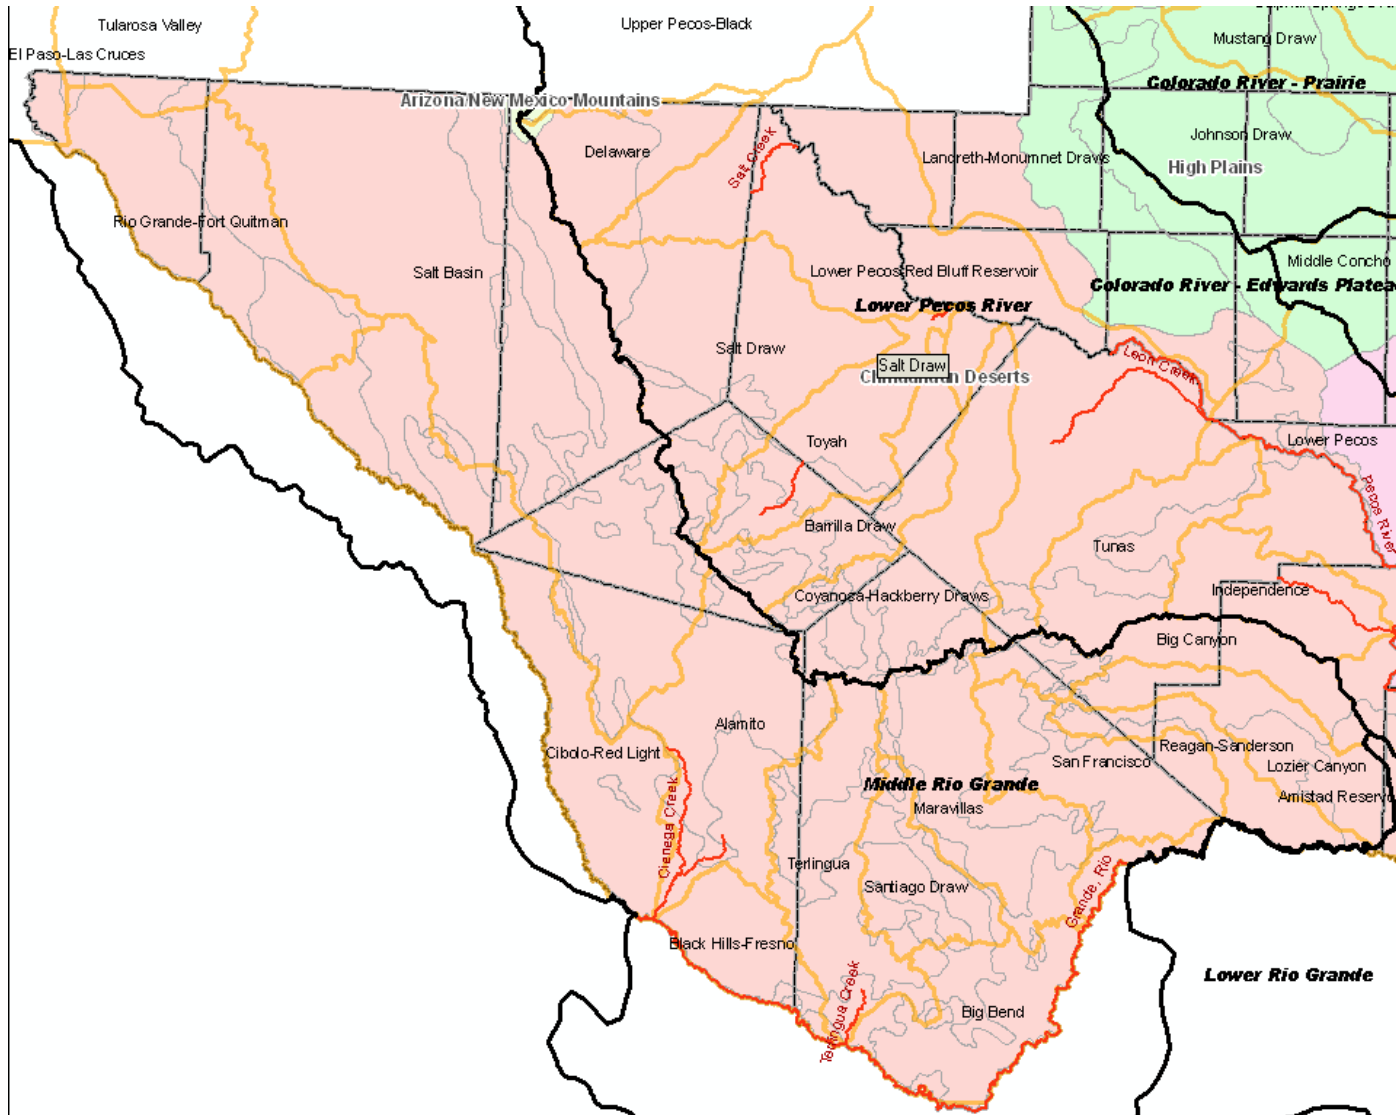 Tularosa Valley
Upper Pecos-Black
Mustang Draw
El Paso-Las Cruces
Colorado River - Prairie
Arizona New Mexico Mountains
Johnson Draw
Delaware
Salt Creek
Lancreth-Monumnet Draws
High Plains
Rio Grande-Fort Quitman
Salt Basin
Lower Pecos Red Bluff Reservoir
Middle Concho
Colorado River - Edwards Platea
Lower Pecos River
Salt Draw
Salt Draw
Leon Creek
Deserts
Toyah
Lower Pecos
Pecos River
Barrilla Draw
Tunas
Coyanosa-Hackberry Draws
Independence
Big Canyon
Alamito
Cibolo-Red Light
San Francisco
Reagan-Sanderson
Lozier Canyon
Middle Rio Grande
Maravillas
Amistad Reservo
Cienega Creek
Terlingua
Santiago Draw
Grande, Rio
Black Hills-Fresno
Lower Rio Grande
Terlingua Creek
Big Bend